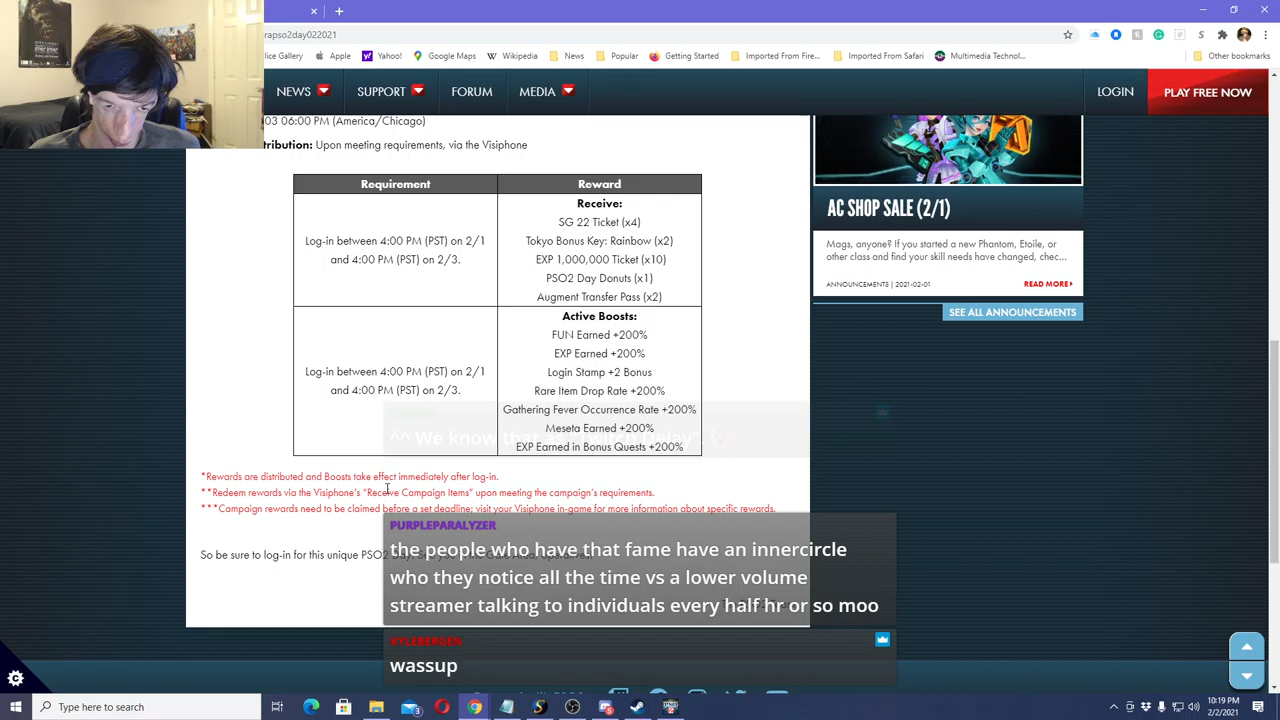 rapso2day022021
lice Gallery Apple Yahoo! Google Maps Wikipedia News Popular Getting Started Imported From Fire... Imported From Safari Multimedia Technol... Other bookmarks
NEWS SUPPORT FORUM MEDIA LOGIN PLAY FREE NOW
03 06:00 PM (America/Chicago)
tribution: Upon meeting requirements, via the Visiphone
Requirement Reward
Log-in between 4:00 PM (PST) on 2/1
and 4:00 PM (PST) on 2/3.
Receive:
SG 22 Ticket (x4)
Tokyo Bonus Key: Rainbow (x2)
EXP 1,000,000 Ticket (x10)
PSO2 Day Donuts (x1)
Augment Transfer Pass (x2)
Log-in between 4:00 PM (PST) on 2/1
and 4:00 PM (PST) on 2/3.
Active Boosts:
FUN Earned +200%
EXP Earned +200%
Login Stamp +2 Bonus
Rare Item Drop Rate +200%
Gathering Fever Occurrence Rate +200%
Meseta Earned +200%
EXP Earned in Bonus Quests +200%
^^ We know that as "Twitch Delay".
*Rewards are distributed and Boosts take effect immediately after log-in.
**Redeem rewards via the Visiphone's "Receive Campaign Items" upon meeting the campaign's requirements.
***Campaign rewards need to be claimed before a set deadline; visit your Visiphone in-game for more information about specific rewards.
So be sure to log-in for this unique PSO2 Day
PURPLEPARALYZER
the people who have that fame have an innercircle
who they notice all the time vs a lower volume
streamer talking to individuals every half hr or so moo
KYLEBERGEN
wassup
AC SHOP SALE (2/1)
Mags, anyone? If you started a new Phantom, Etoile, or
other class and find your skill needs have changed, chec...
ANNOUNCEMENTS | 2021-02-01 READ MORE
SEE ALL ANNOUNCEMENTS
Type here to search
10:19 PM
2/2/2021